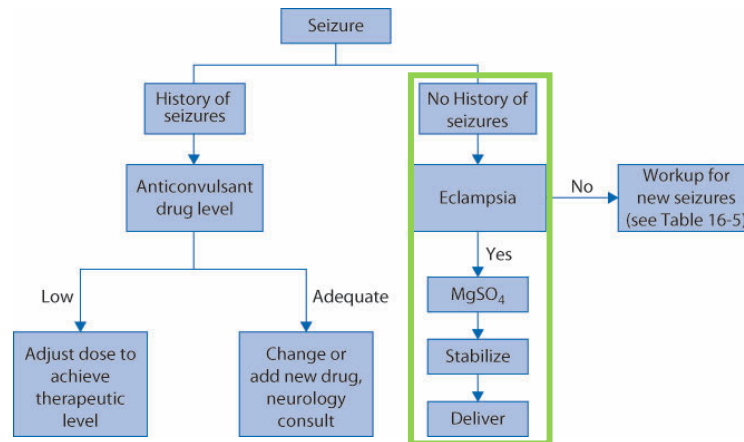 Seizure
History of
seizures
No History of
seizures
Anticonvulsant
drug level
Eclampsia
No
Workup for
new seizures
(see Table 16-5)
Yes
Low
Adequate
MgSO₄
Adjust dose to
achieve
therapeutic
level
Change or
add new drug,
neurology
consult
Stabilize
Deliver